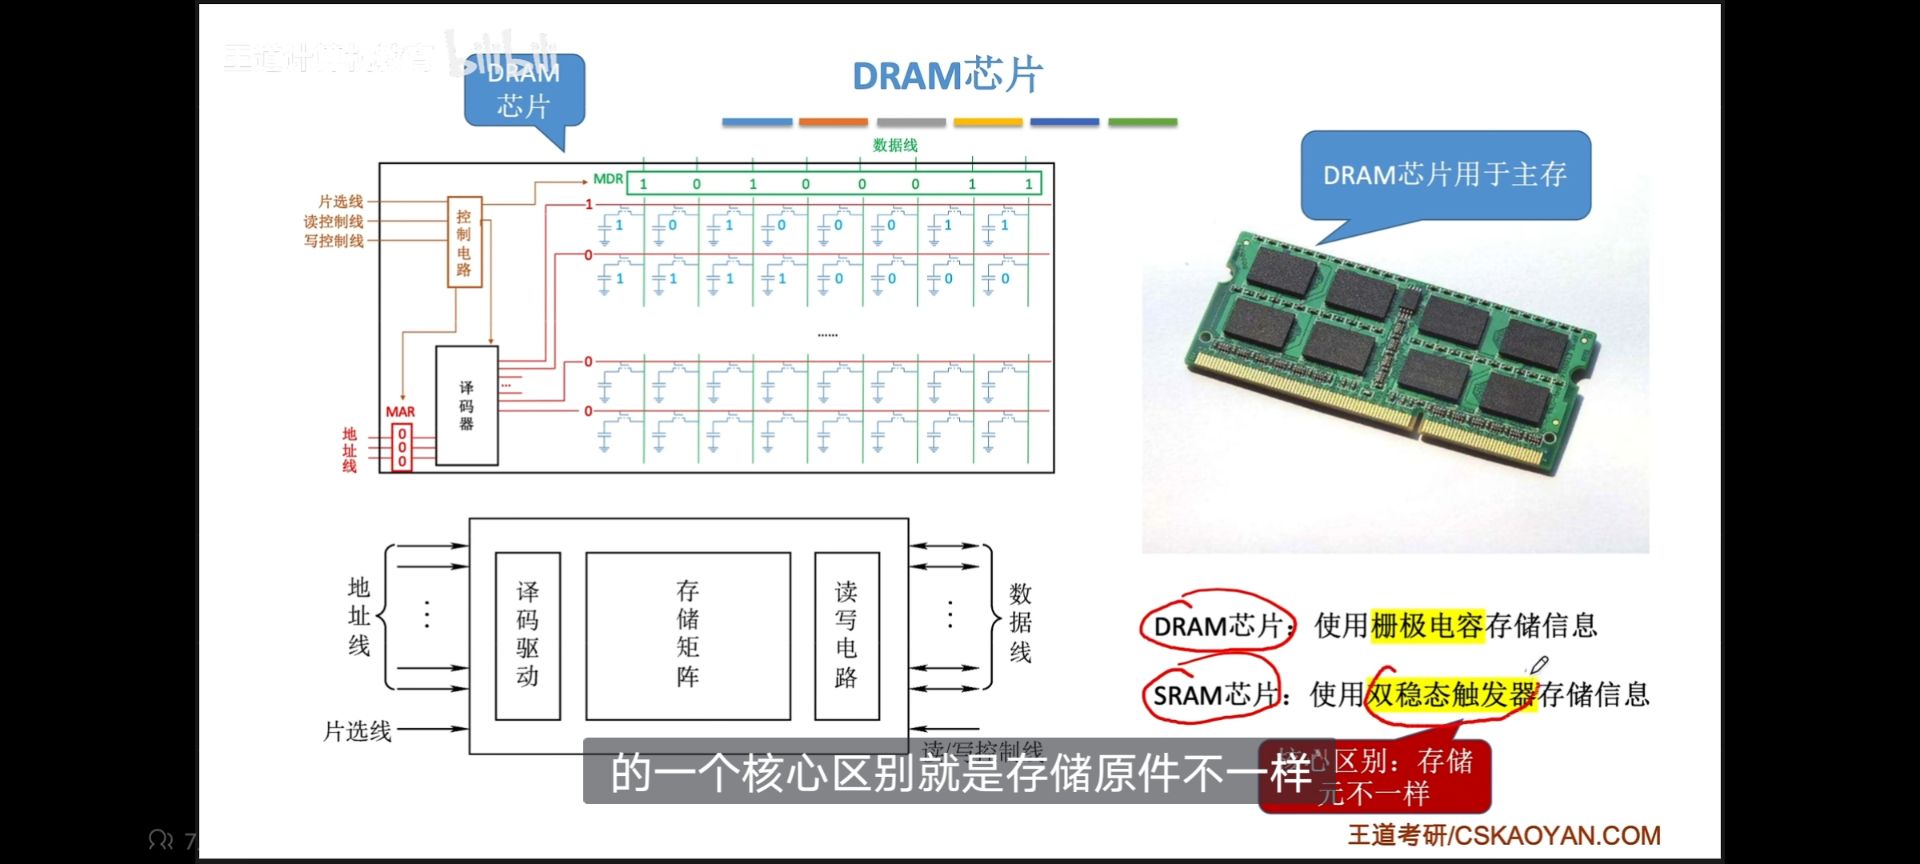 王道计算机教育 bilibili
DRAM
芯片
DRAM芯片
数据线
MDR 1 0 1 0 0 0 1 1
片选线
读控制线
写控制线
控制电路
1
1 0 1 0 0 0 1 1
0
1 1 1 1 0 0 0 0
......
0
0
译码器
...
MAR
地址线
0
0
0
DRAM芯片用于主存
地址线
译码驱动
存储矩阵
读写电路
数据线
片选线
读/写控制线
DRAM芯片：使用栅极电容存储信息
SRAM芯片：使用双稳态触发器存储信息
核心区别：存储
元不一样
的一个核心区别就是存储原件不一样
王道考研/CSKAOYAN.COM
7